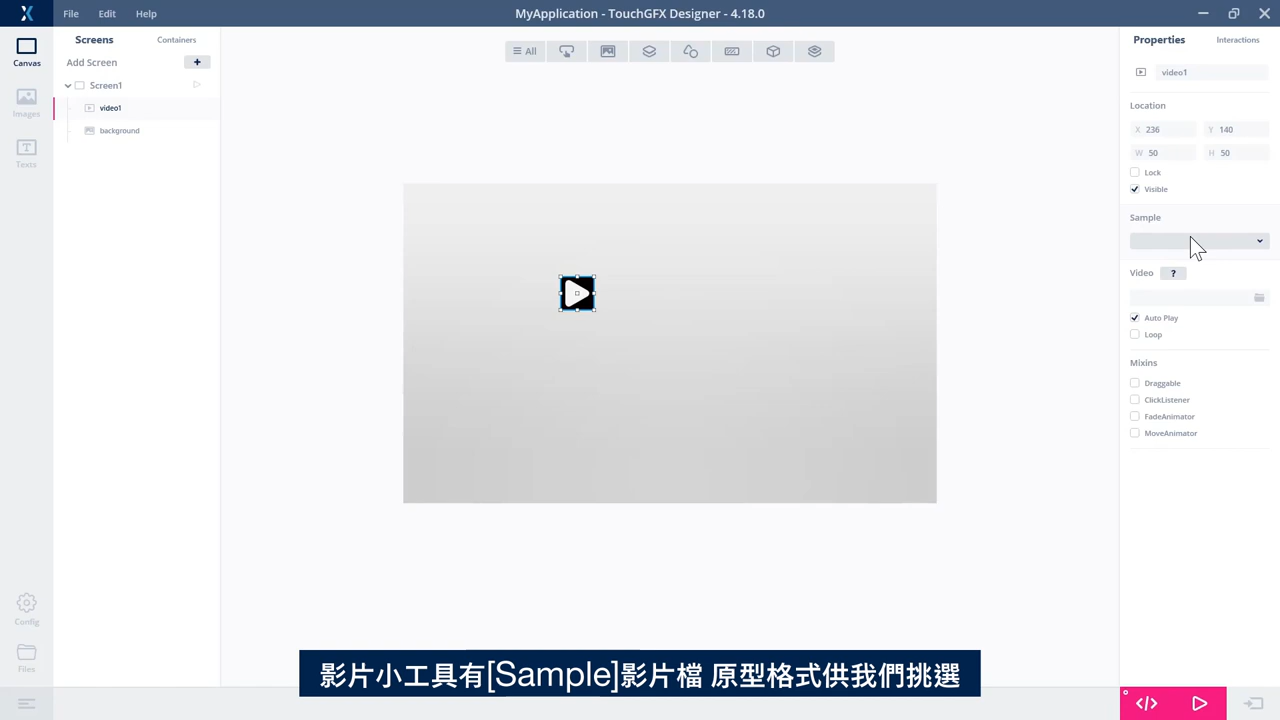 File Edit Help
MyApplication - TouchGFX Designer - 4.18.0
Canvas
Images
Texts
Config
Files
Screens Containers
Add Screen +
Screen1
video1
background
All
Properties Interactions
video1
Location
X 236 Y 140
W 50 H 50
Lock
Visible
Sample
Video ?
Auto Play
Loop
Mixins
Draggable
ClickListener
FadeAnimator
MoveAnimator
影片小工具有[Sample]影片檔 原型格式供我們挑選